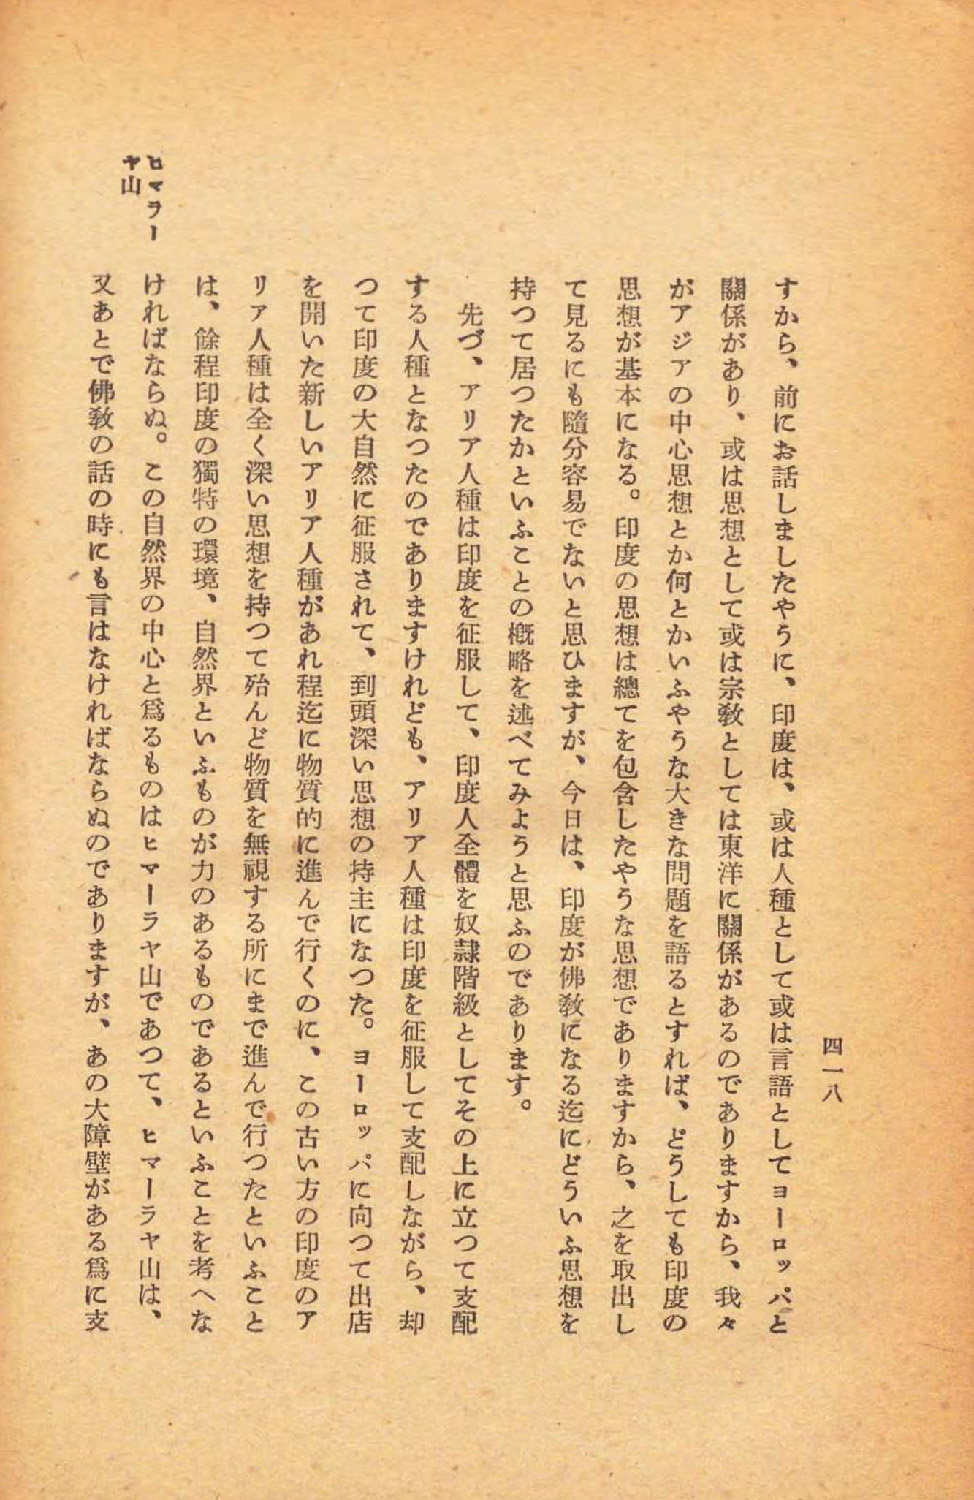 四一八
すから、前にお話しましたやうに、印度は、或は人種として或は言語としてヨーロッパと
關係があり、或は思想として或は宗敎としては東洋に關係があるのでありますから、我々
がアジアの中心思想とか何とかいふやうな大きな問題を語るとすれば、どうしても印度の
思想が基本になる。印度の思想は總てを包含したやうな思想でありますから、之を取出し
て見るにも隨分容易でないと思ひますが、今日は、印度が佛敎になる迄にどういふ思想を
持つて居つたかといふことの槪略を述べてみようと思ふのであります。
先づ、アリア人種は印度を征服して、印度人全體を奴隷階級としてその上に立つて支配
する人種となつたのでありますけれども、アリア人種は印度を征服して支配しながら、却
つて印度の大自然に征服されて、到頭深い思想の持主になつた。ヨーロッパに向つて出店
を開いた新しいアリア人種があれ程迄に物質的に進んで行くのに、この古い方の印度のア
リア人種は全く深い思想を持つて殆んど物質を無視する所にまで進んで行つたといふこと
は、餘程印度の獨特の環境、自然界といふものが力のあるものであるといふことを考へな
ければならぬ。この自然界の中心と爲るものはヒマーラヤ山であつて、ヒマーラヤ山は、
又あとで佛敎の話の時にも言はなければならぬのでありますが、あの大障壁がある爲に支
ヒマラー
ヤ山